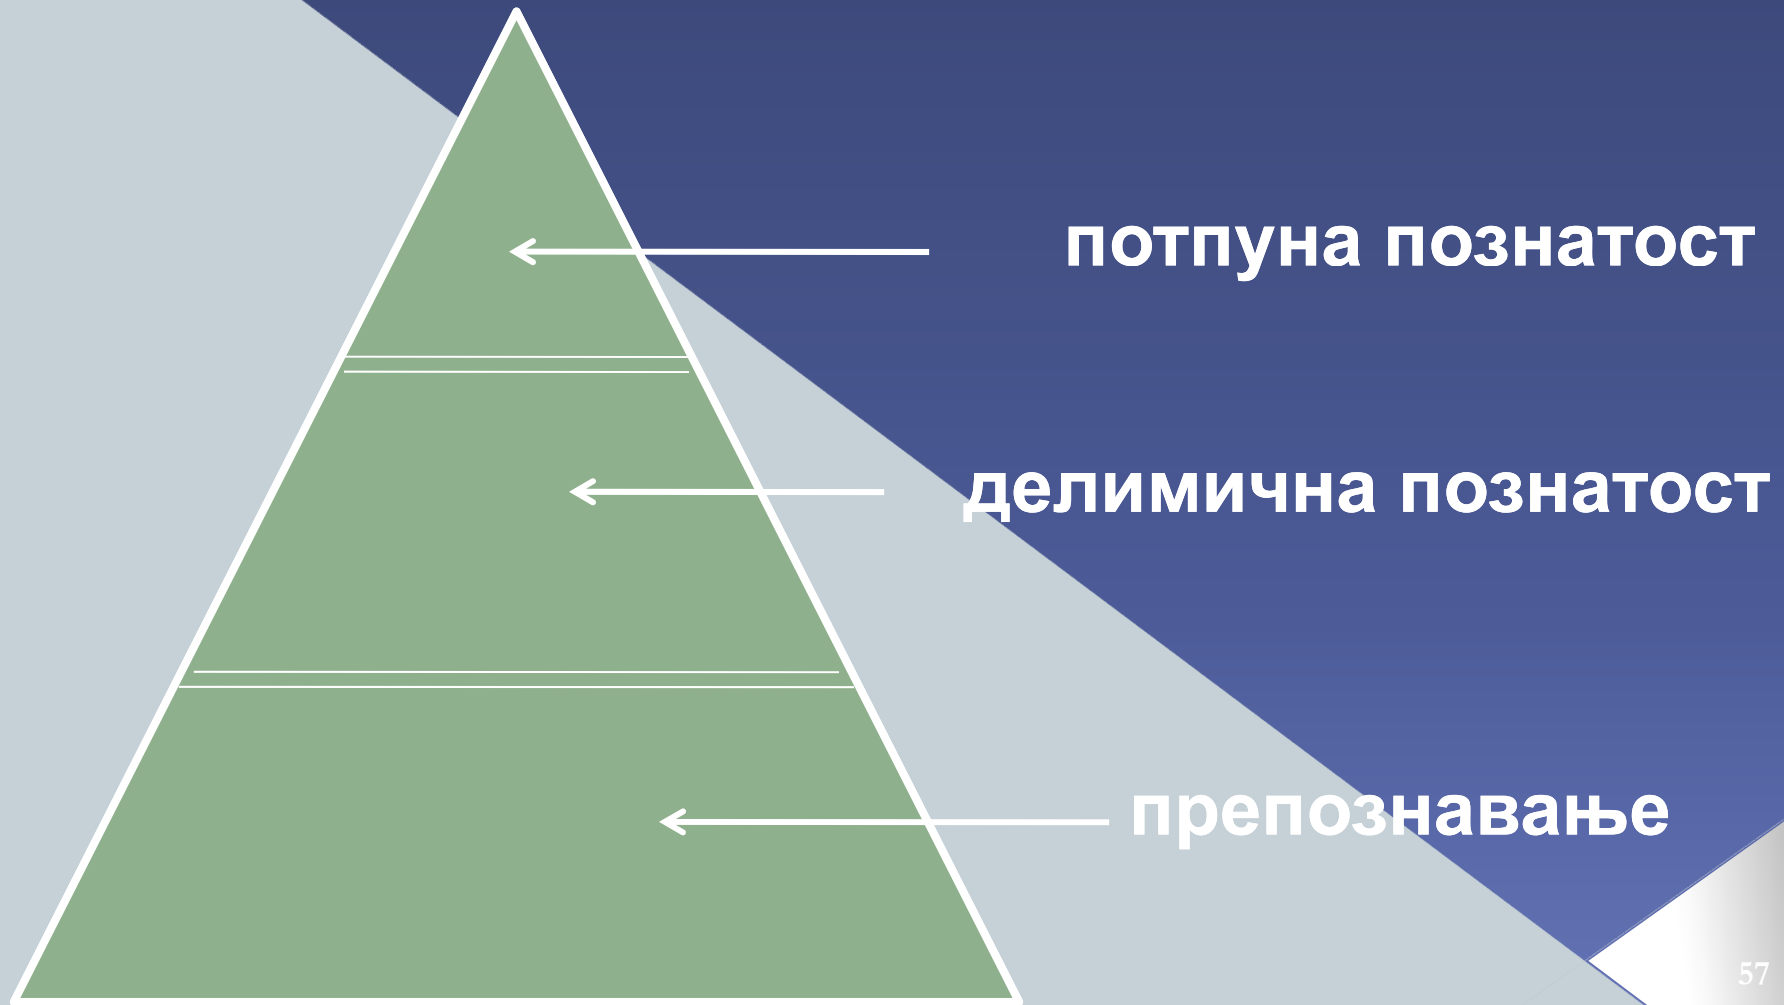 потпуна познатост
делимична познатост
препознавање
57